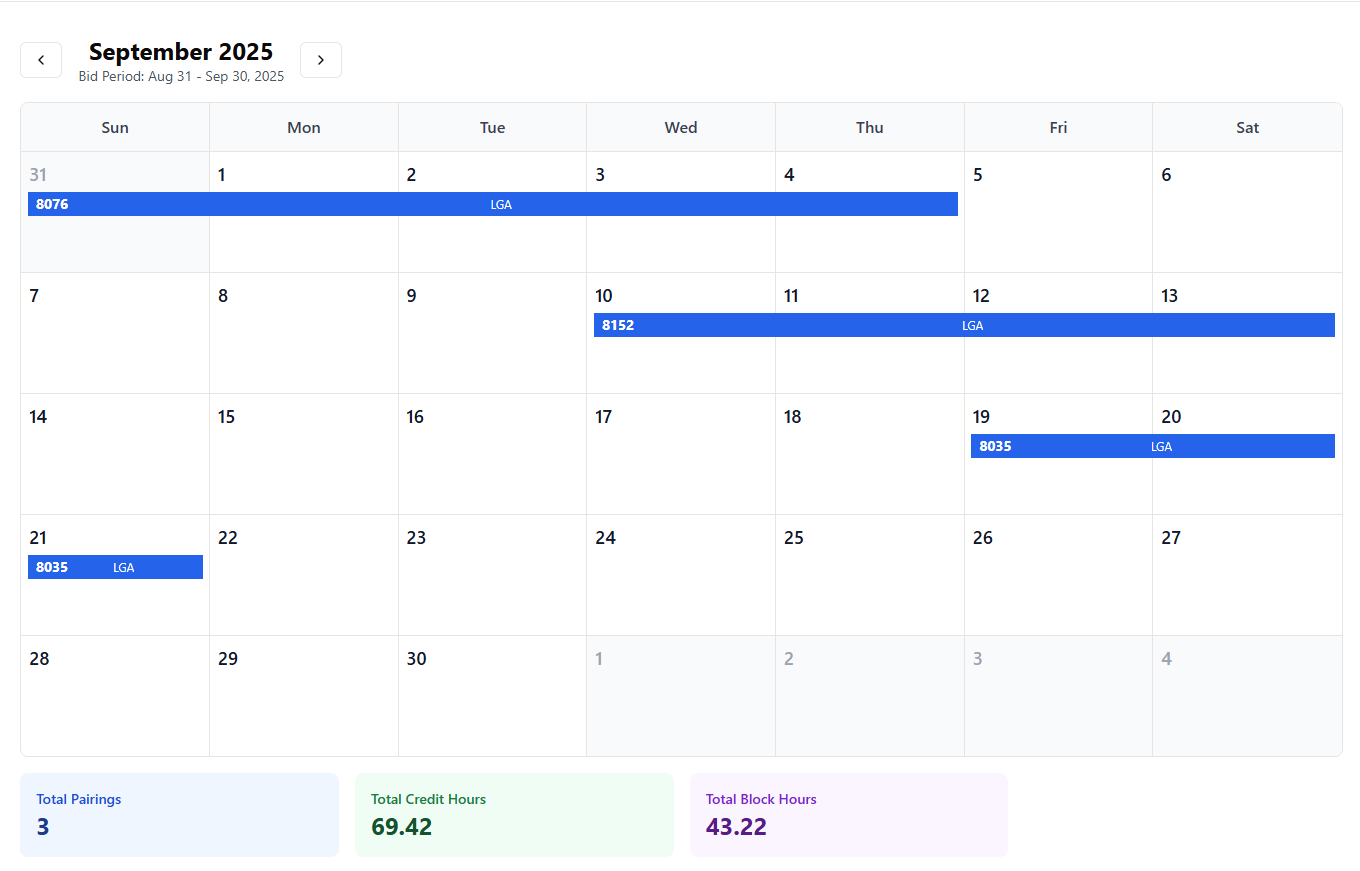 September 2025
Bid Period: Aug 31 - Sep 30, 2025
Sun Mon Tue Wed Thu Fri Sat
31 1 2 3 4 5 6
8076 LGA
7 8 9 10 11 12 13
8152 LGA
14 15 16 17 18 19 20
8035 LGA
21 22 23 24 25 26 27
8035 LGA
28 29 30 1 2 3 4
Total Pairings Total Credit Hours Total Block Hours
3 69.42 43.22